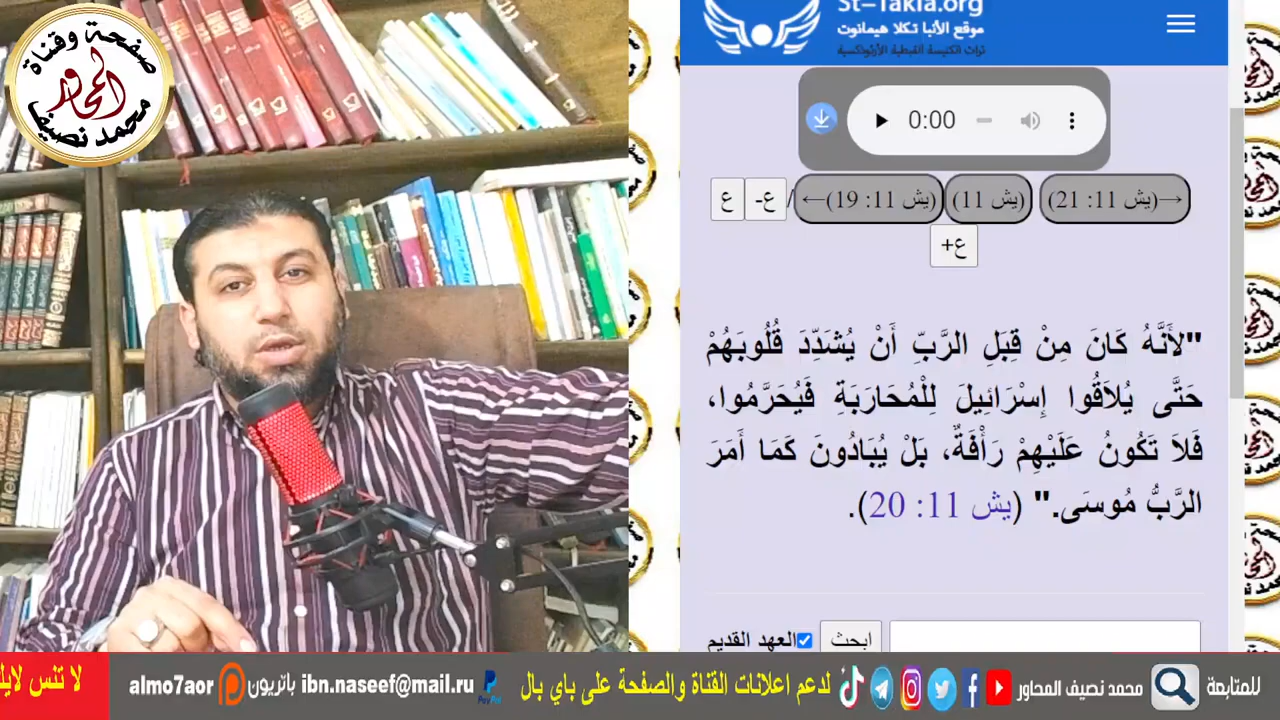 صفحة وقناة
المحاور
محمد نصيف
St-Takla.org
موقع الأنبا تكلا هيمانوت
تراث الكنيسة القبطية الأرثوذكسية
0:00
→(يش 11: 21) (يش 11) (يش 11: 19)←/ ع- ع
ع+
"لأَنَّهُ كَانَ مِنْ قِبَلِ الرَّبِّ أَنْ يُشَدِّدَ قُلُوبَهُمْ
حَتَّى يُلاَقُوا إِسْرَائِيلَ لِلْمُحَارَبَةِ فَيُحَرَّمُوا،
فَلاَ تَكُونُ عَلَيْهِمْ رَأْفَةٌ، بَلْ يُبَادُونَ كَمَا أَمَرَ
الرَّبُّ مُوسَى." (يش 11: 20).
ابحث العهد القديم
للمتابعة محمد نصيف المحاور لدعم اعلانات القناة والصفحة على باي بال PayPal ibn.naseef@mail.ru باتريون almo7aor لا تنس